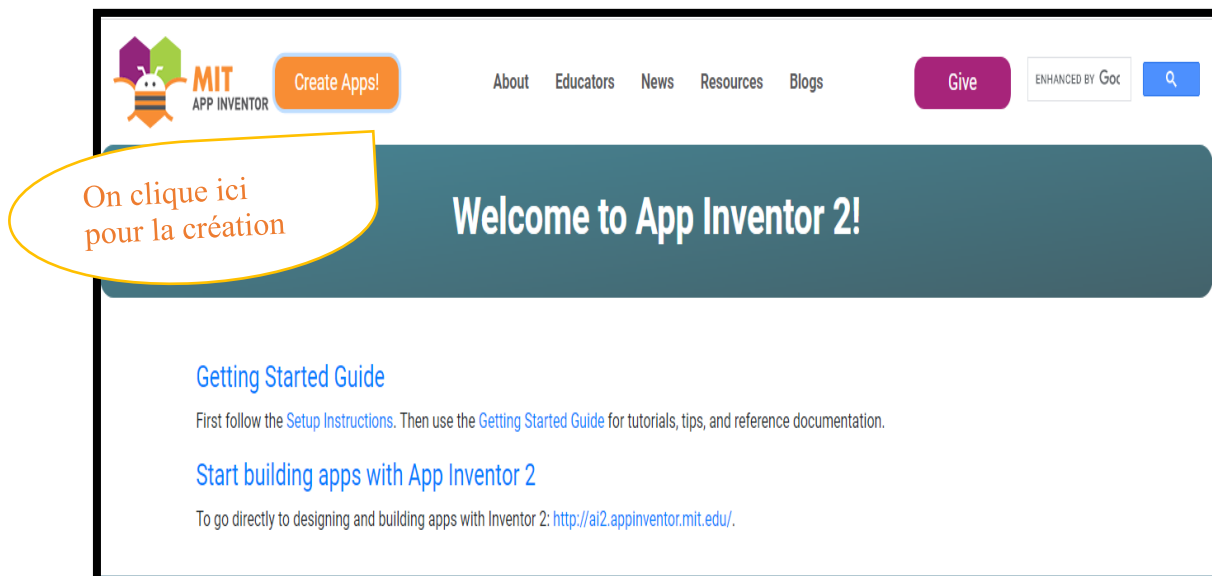 MIT
APP INVENTOR
Create Apps!
About Educators News Resources Blogs
Give
ENHANCED BY Goo
On clique ici
pour la création
Welcome to App Inventor 2!
Getting Started Guide
First follow the Setup Instructions. Then use the Getting Started Guide for tutorials, tips, and reference documentation.
Start building apps with App Inventor 2
To go directly to designing and building apps with Inventor 2: http://ai2.appinventor.mit.edu/.